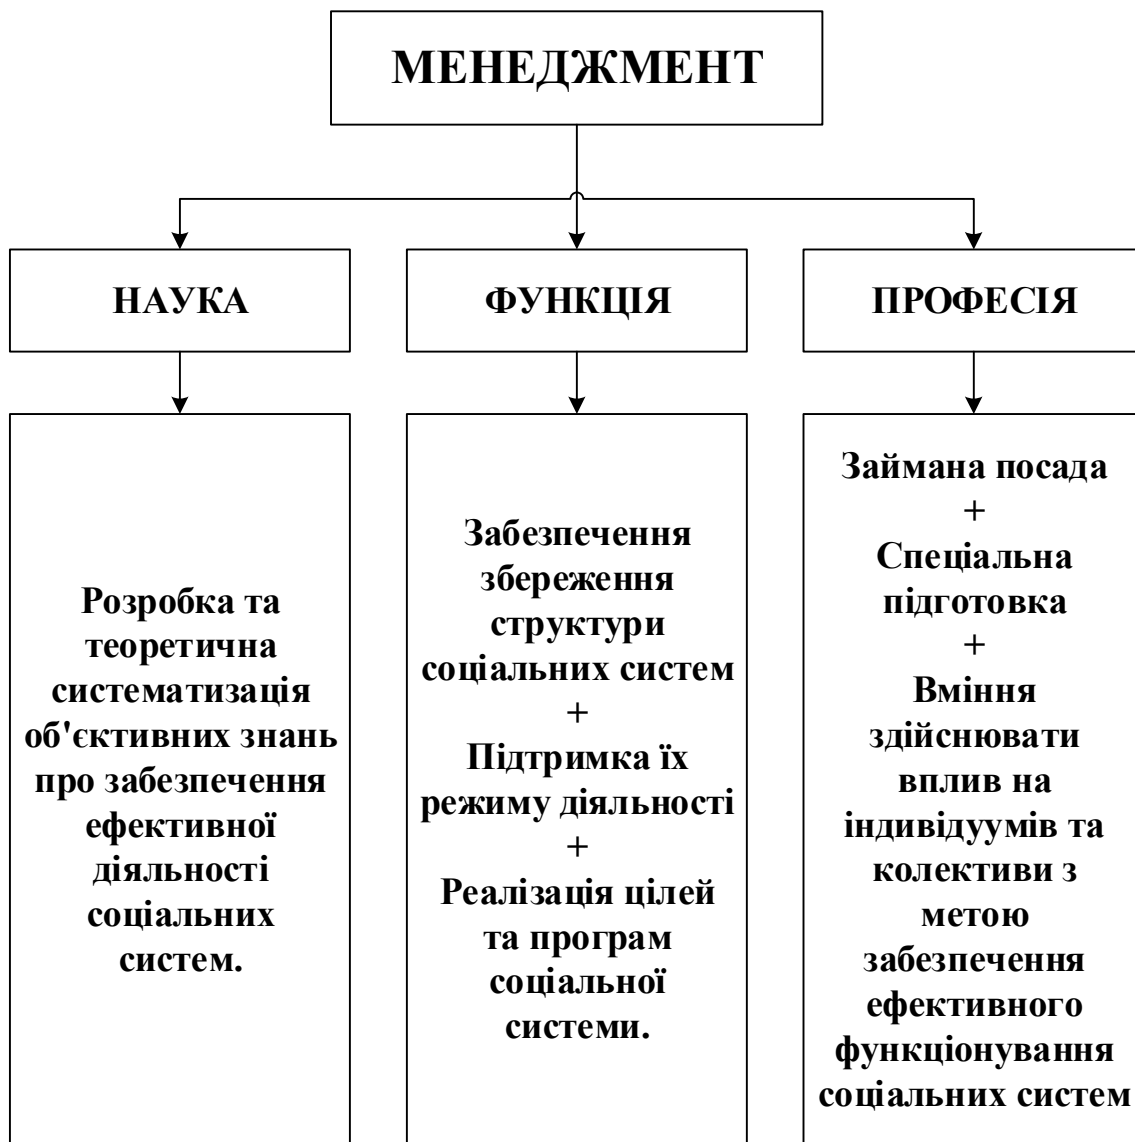 МЕНЕДЖМЕНТ
НАУКА
ФУНКЦІЯ
ПРОФЕСІЯ
Розробка та
теоретична
систематизація
об'єктивних знань
про забезпечення
ефективної
діяльності
соціальних
систем.
Забезпечення
збереження
структури
соціальних систем
+
Підтримка їх
режиму діяльності
+
Реалізація цілей
та програм
соціальної
системи.
Займана посада
+
Спеціальна
підготовка
+
Вміння
здійснювати
вплив на
індивідуумів та
колективи з
метою
забезпечення
ефективного
функціонування
соціальних систем